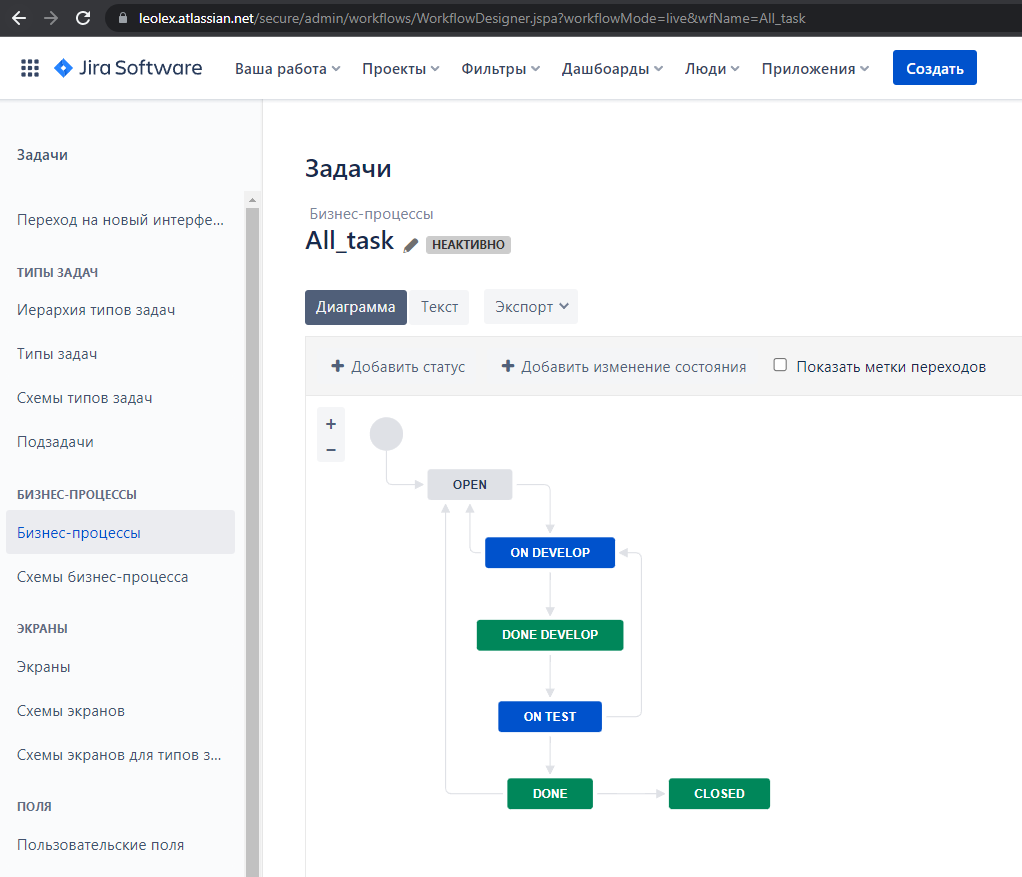 leolex.atlassian.net/secure/admin/workflows/WorkflowDesigner.jspa?workflowMode=live&wfName=All_task
Jira Software Ваша работа Проекты Фильтры Дашбоарды Люди Приложения Создать
Задачи
Переход на новый интерфе...
ТИПЫ ЗАДАЧ
Иерархия типов задач
Типы задач
Схемы типов задач
Подзадачи
БИЗНЕС-ПРОЦЕССЫ
Бизнес-процессы
Схемы бизнес-процесса
ЭКРАНЫ
Экраны
Схемы экранов
Схемы экранов для типов з...
ПОЛЯ
Пользовательские поля
Задачи
Бизнес-процессы
All_task НЕАКТИВНО
Диаграмма Текст Экспорт
+ Добавить статус + Добавить изменение состояния Показать метки переходов
+
−
OPEN
ON DEVELOP
DONE DEVELOP
ON TEST
DONE CLOSED